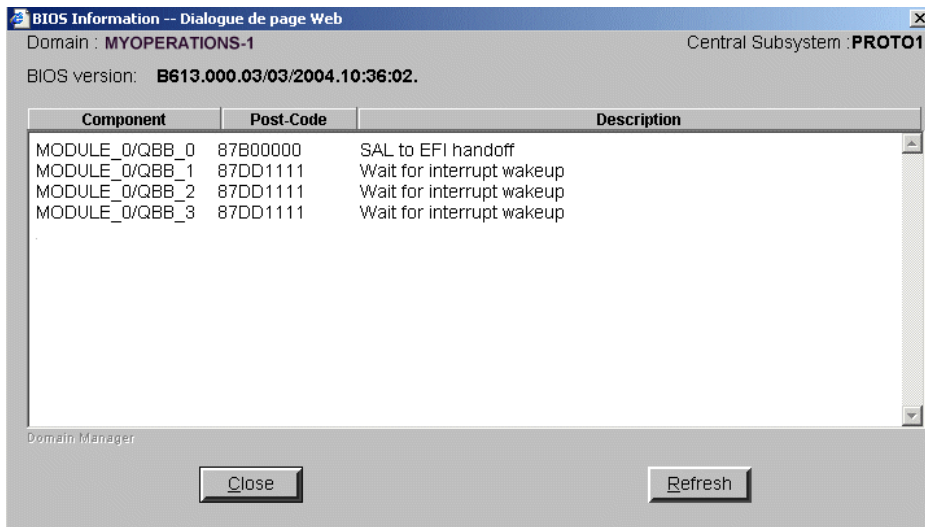 BIOS Information -- Dialogue de page Web
Domain : MYOPERATIONS-1 Central Subsystem :PROTO1
BIOS version: B613.000.03/03/2004.10:36:02.
Component Post-Code Description
MODULE_0/QBB_0 87B00000 SAL to EFI handoff
MODULE_0/QBB_1 87DD1111 Wait for interrupt wakeup
MODULE_0/QBB_2 87DD1111 Wait for interrupt wakeup
MODULE_0/QBB_3 87DD1111 Wait for interrupt wakeup
Domain Manager
Close Refresh